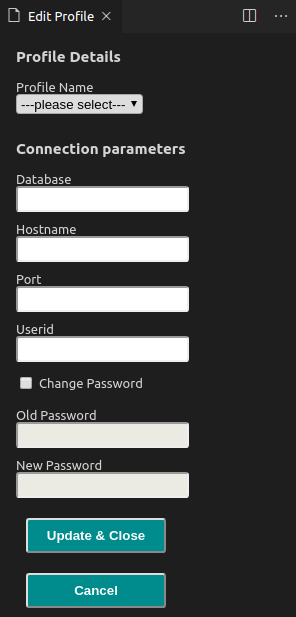 Edit Profile
Profile Details
Profile Name
---please select---
Connection parameters
Database
Hostname
Port
Userid
Change Password
Old Password
New Password
Update & Close
Cancel